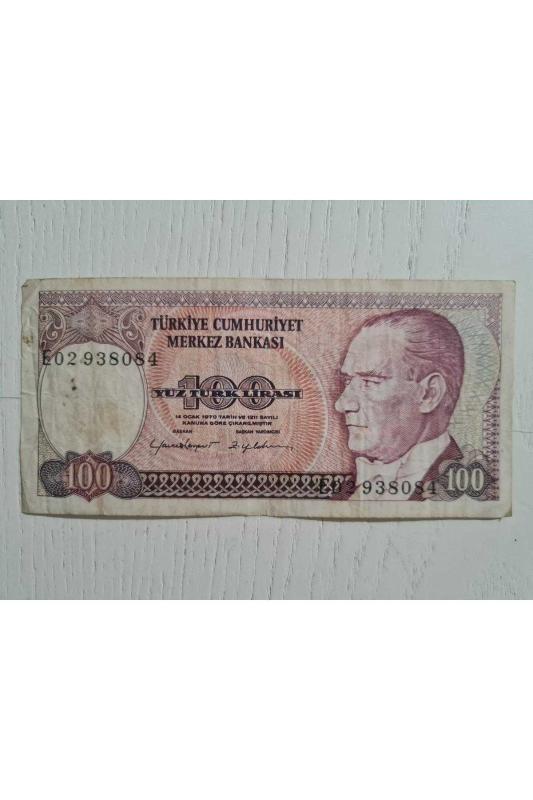 TÜRKİYE CUMHURİYET
MERKEZ BANKASI
E02 938084
100
YÜZ TÜRK LİRASI
14 OCAK 1970 TARİH VE 1211 SAYILI
KANUNA GÖRE ÇIKARILMIŞTIR
BAŞKAN BAŞKAN YARDIMCISI
100
E02 938084
100